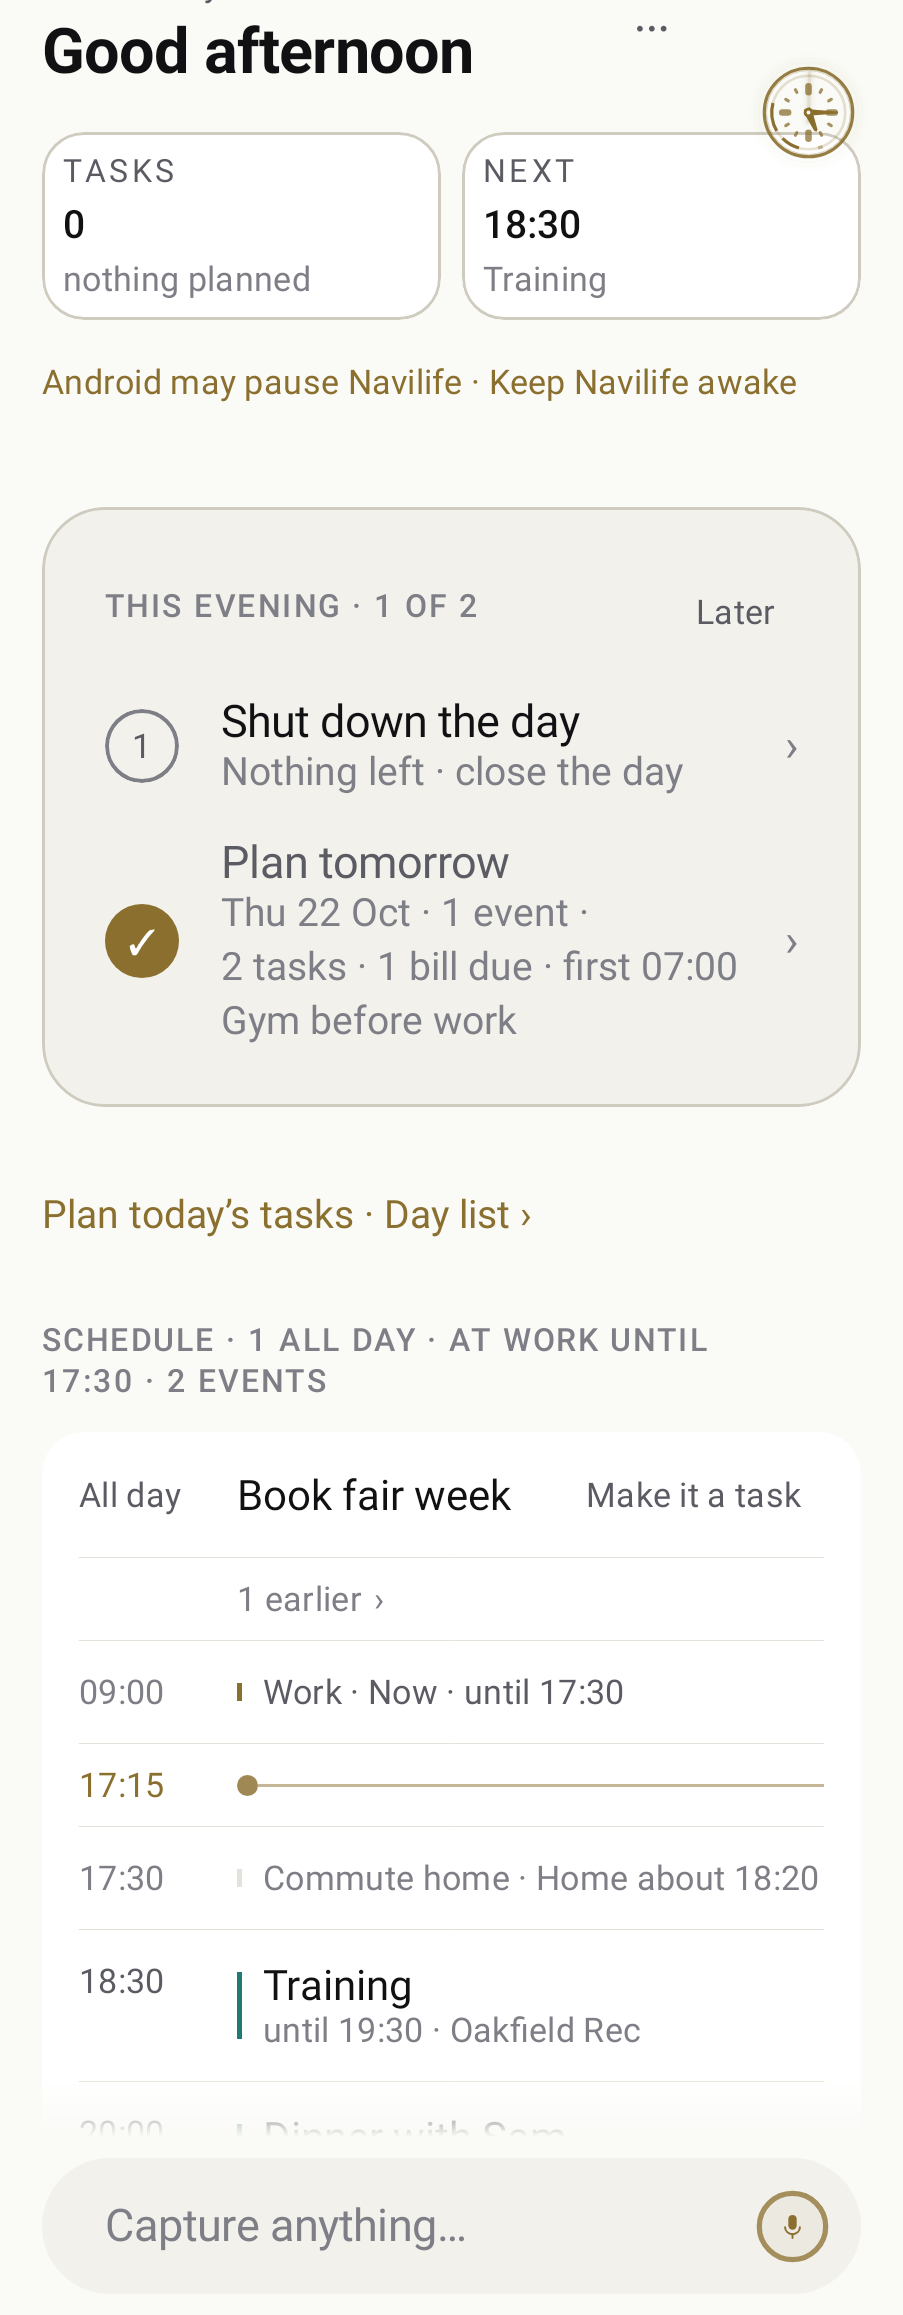 Good afternoon
...
TASKS
0
nothing planned
NEXT
18:30
Training
Android may pause Navilife · Keep Navilife awake
THIS EVENING · 1 OF 2
Later
1
Shut down the day
Nothing left · close the day
›
✓
Plan tomorrow
Thu 22 Oct · 1 event ·
2 tasks · 1 bill due · first 07:00
Gym before work
›
Plan today’s tasks · Day list ›
SCHEDULE · 1 ALL DAY · AT WORK UNTIL
17:30 · 2 EVENTS
All day Book fair week Make it a task
1 earlier ›
09:00 Work · Now · until 17:30
17:15
17:30 Commute home · Home about 18:20
18:30 Training
until 19:30 · Oakfield Rec
20:00 Dinner with Sam
Capture anything...